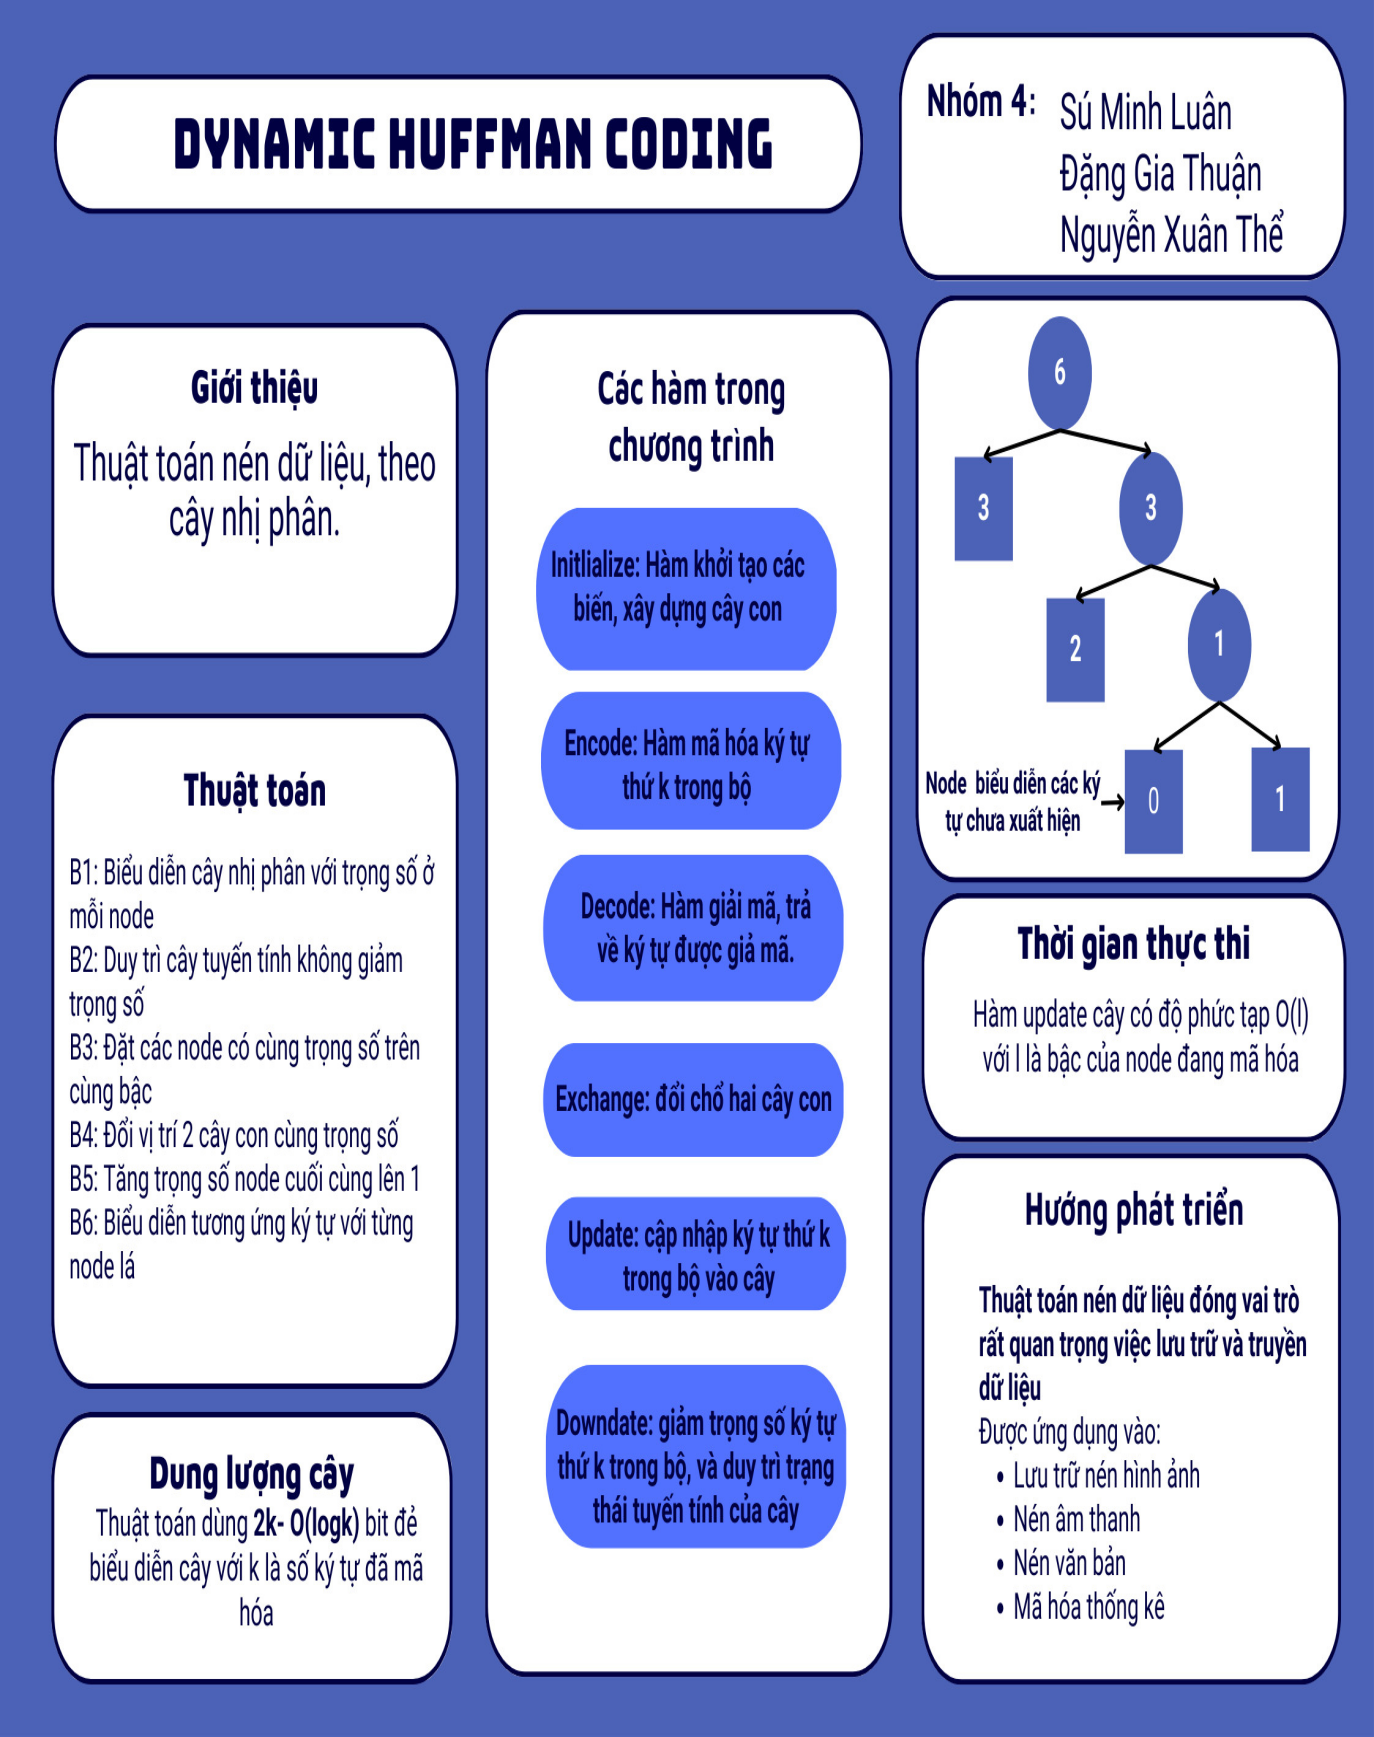 DYNAMIC HUFFMAN CODING
Nhóm 4:
Sú Minh Luân
Đặng Gia Thuận
Nguyễn Xuân Thể
Giới thiệu
Thuật toán nén dữ liệu, theo
cây nhị phân.
Thuật toán
B1: Biểu diễn cây nhị phân với trọng số ở
mỗi node
B2: Duy trì cây tuyến tính không giảm
trọng số
B3: Đặt các node có cùng trọng số trên
cùng bậc
B4: Đổi vị trí 2 cây con cùng trọng số
B5: Tăng trọng số node cuối cùng lên 1
B6: Biểu diễn tương ứng ký tự với từng
node lá
Dung lượng cây
Thuật toán dùng 2k- O(logk) bit đẻ
biểu diễn cây với k là số ký tự đã mã
hóa
Các hàm trong
chương trình
Initlialize: Hàm khởi tạo các
biến, xây dựng cây con
Encode: Hàm mã hóa ký tự
thứ k trong bộ
Decode: Hàm giải mã, trả
về ký tự được giả mã.
Exchange: đổi chổ hai cây con
Update: cập nhập ký tự thứ k
trong bộ vào cây
Downdate: giảm trọng số ký tự
thứ k trong bộ, và duy trì trạng
thái tuyến tính của cây
6
3
3
2
1
Node biểu diễn các ký
tự chưa xuất hiện
0
1
Thời gian thực thi
Hàm update cây có độ phức tạp O(l)
với l là bậc của node đang mã hóa
Hướng phát triển
Thuật toán nén dữ liệu đóng vai trò
rất quan trọng việc lưu trữ và truyền
dữ liệu
Được ứng dụng vào:
• Lưu trữ nén hình ảnh
• Nén âm thanh
• Nén văn bản
• Mã hóa thống kê